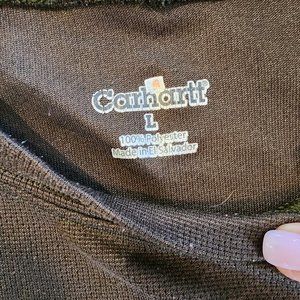 Carhartt
L
100% Polyester
Made in El Salvador